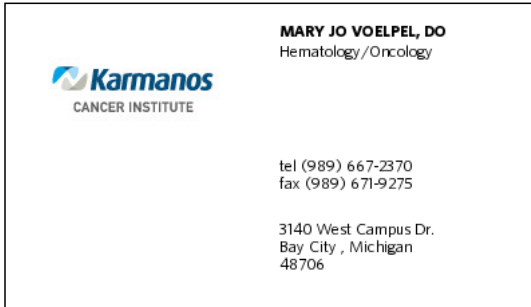 MARY JO VOELPEL, DO
Hematology/Oncology
Karmanos
CANCER INSTITUTE
tel (989) 667-2370
fax (989) 671-9275
3140 West Campus Dr.
Bay City , Michigan
48706